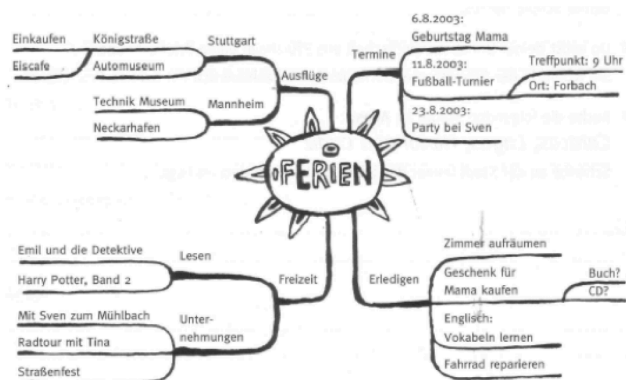 FERIEN
Ausflüge
Stuttgart
Königstraße
Einkaufen
Eiscafe
Automuseum
Mannheim
Technik Museum
Neckarhafen
Termine
6.8.2003:
Geburtstag Mama
11.8.2003:
Fußball-Turnier
Treffpunkt: 9 Uhr
Ort: Forbach
23.8.2003:
Party bei Sven
Freizeit
Lesen
Emil und die Detektive
Harry Potter, Band 2
Unter-
nehmungen
Mit Sven zum Mühlbach
Radtour mit Tina
Straßenfest
Erledigen
Zimmer aufräumen
Geschenk für
Mama kaufen
Buch?
CD?
Englisch:
Vokabeln lernen
Fahrrad reparieren